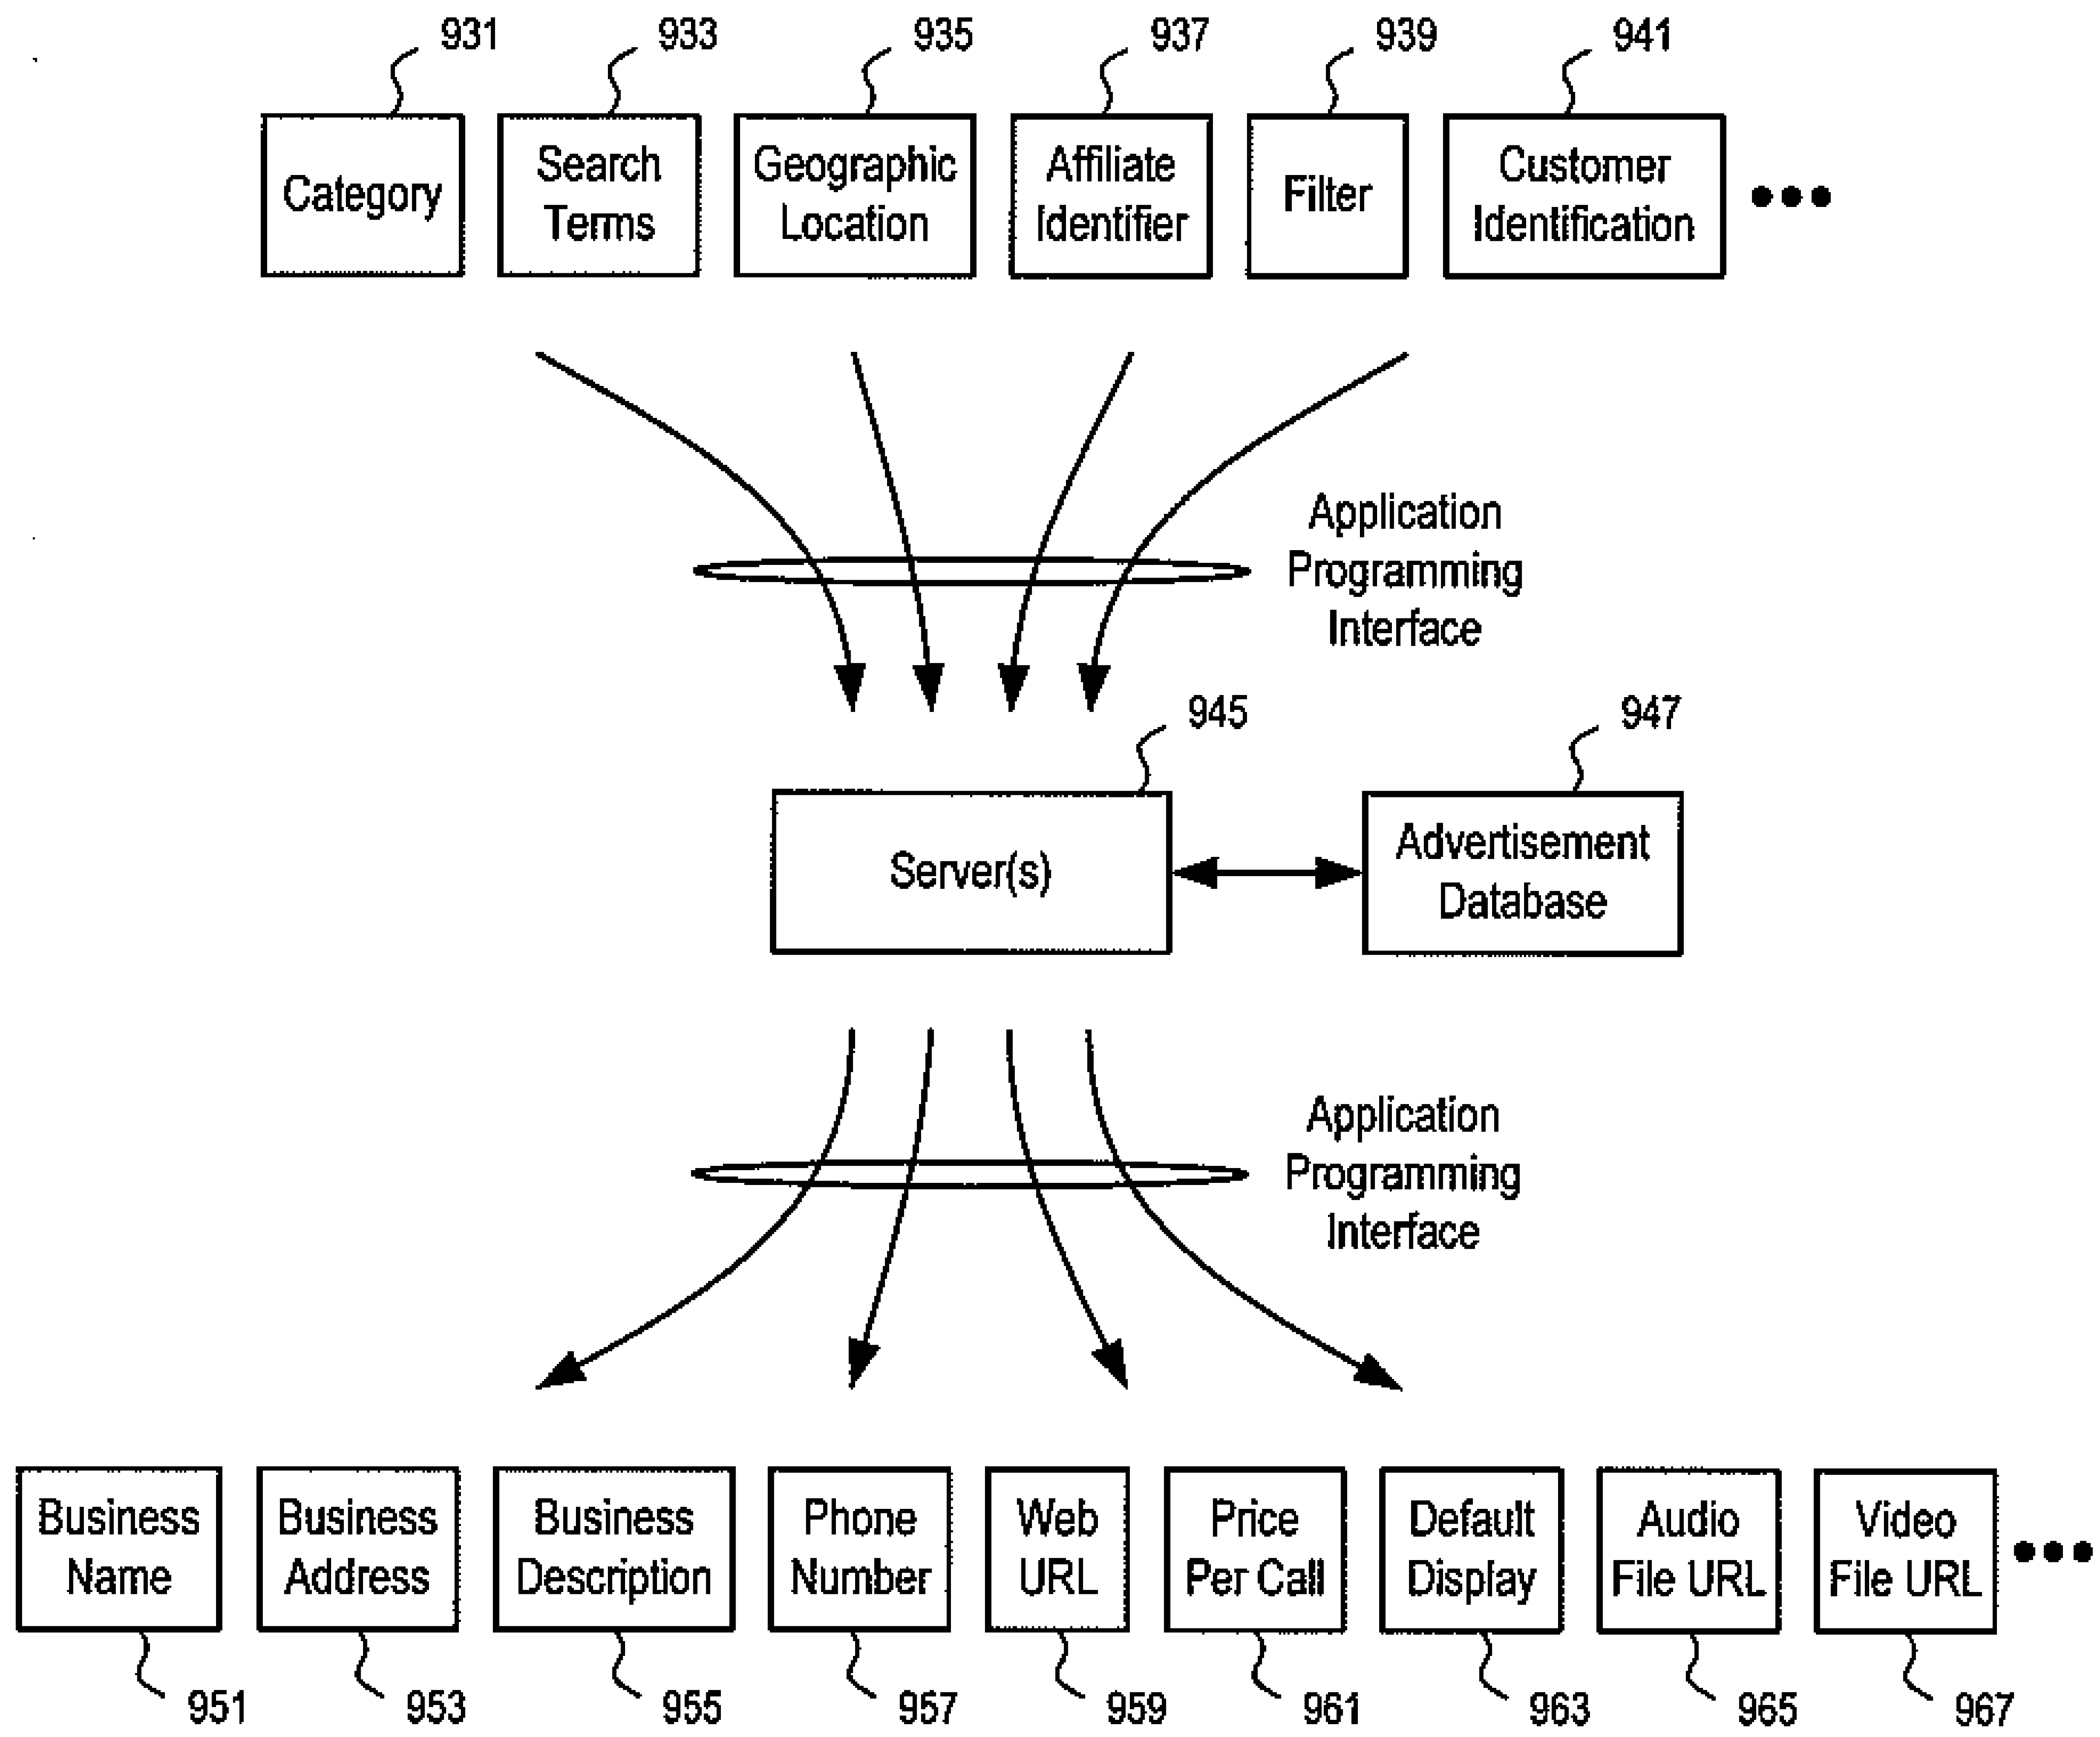 931 933 935 937 939 941
Category
Search
Terms
Geographic
Location
Affiliate
Identifier
Filter
Customer
Identification
Application
Programming
Interface
945 947
Server(s)
Advertisement
Database
Application
Programming
Interface
Business
Name
Business
Address
Business
Description
Phone
Number
Web
URL
Price
Per Call
Default
Display
Audio
File URL
Video
File URL
951 953 955 957 959 961 963 965 967